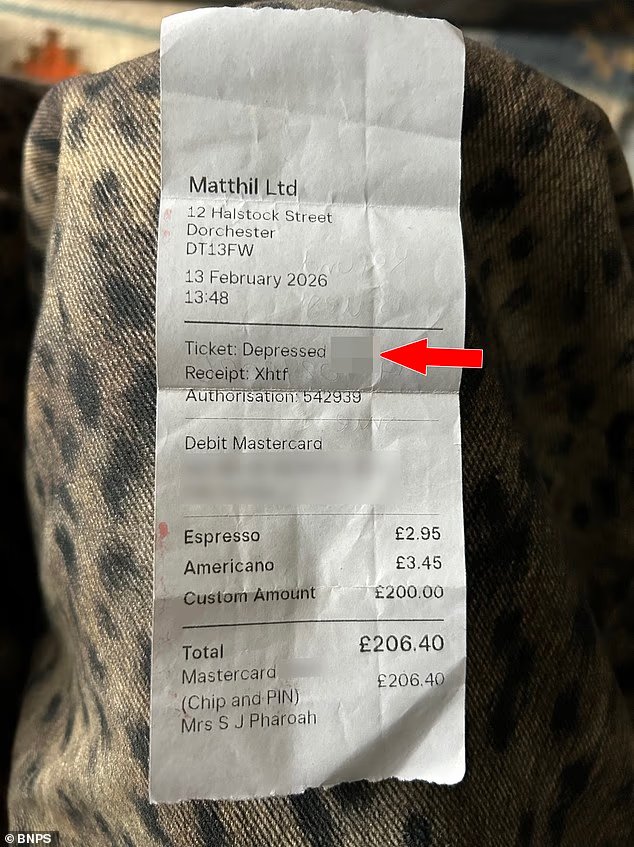 Matthil Ltd
12 Halstock Street
Dorchester
DT13FW
13 February 2026
13:48
Ticket: Depressed
Receipt: Xhtf
Authorisation: 542939
Debit Mastercard
Espresso £2.95
Americano £3.45
Custom Amount £200.00
Total £206.40
Mastercard £206.40
(Chip and PIN)
Mrs S J Pharoah
© BNPS